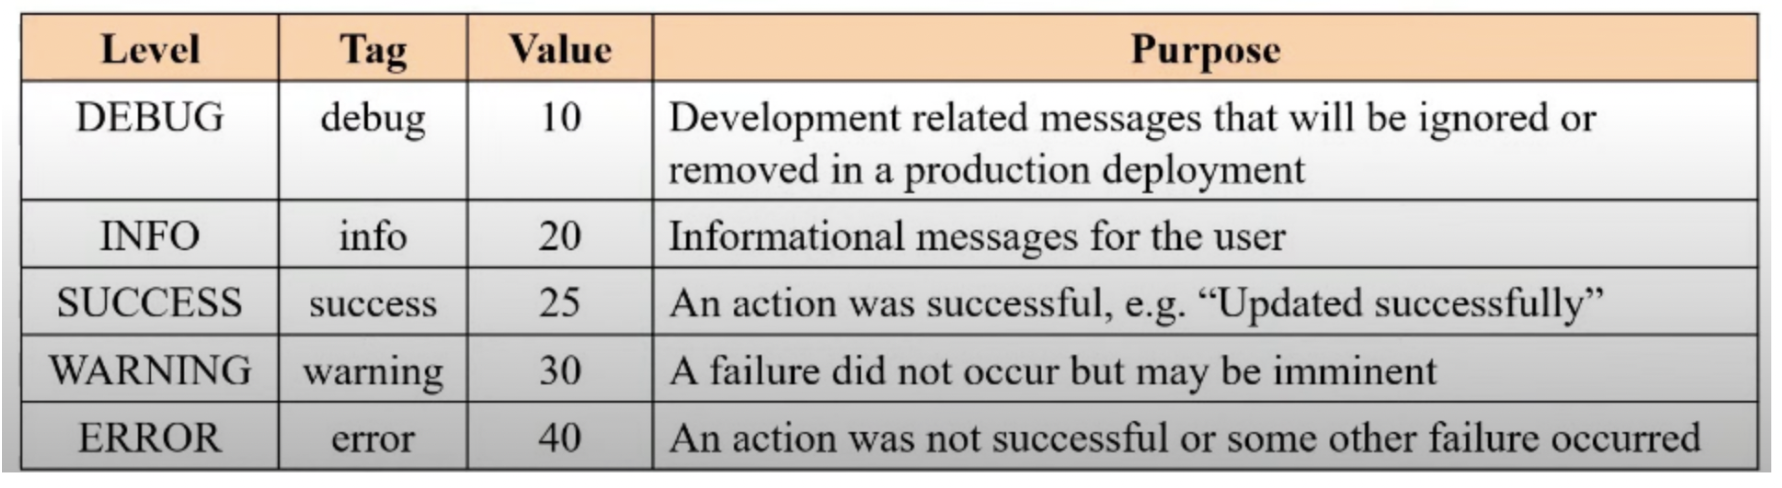 Level Tag Value Purpose
DEBUG debug 10 Development related messages that will be ignored or
removed in a production deployment
INFO info 20 Informational messages for the user
SUCCESS success 25 An action was successful, e.g. “Updated successfully”
WARNING warning 30 A failure did not occur but may be imminent
ERROR error 40 An action was not successful or some other failure occurred